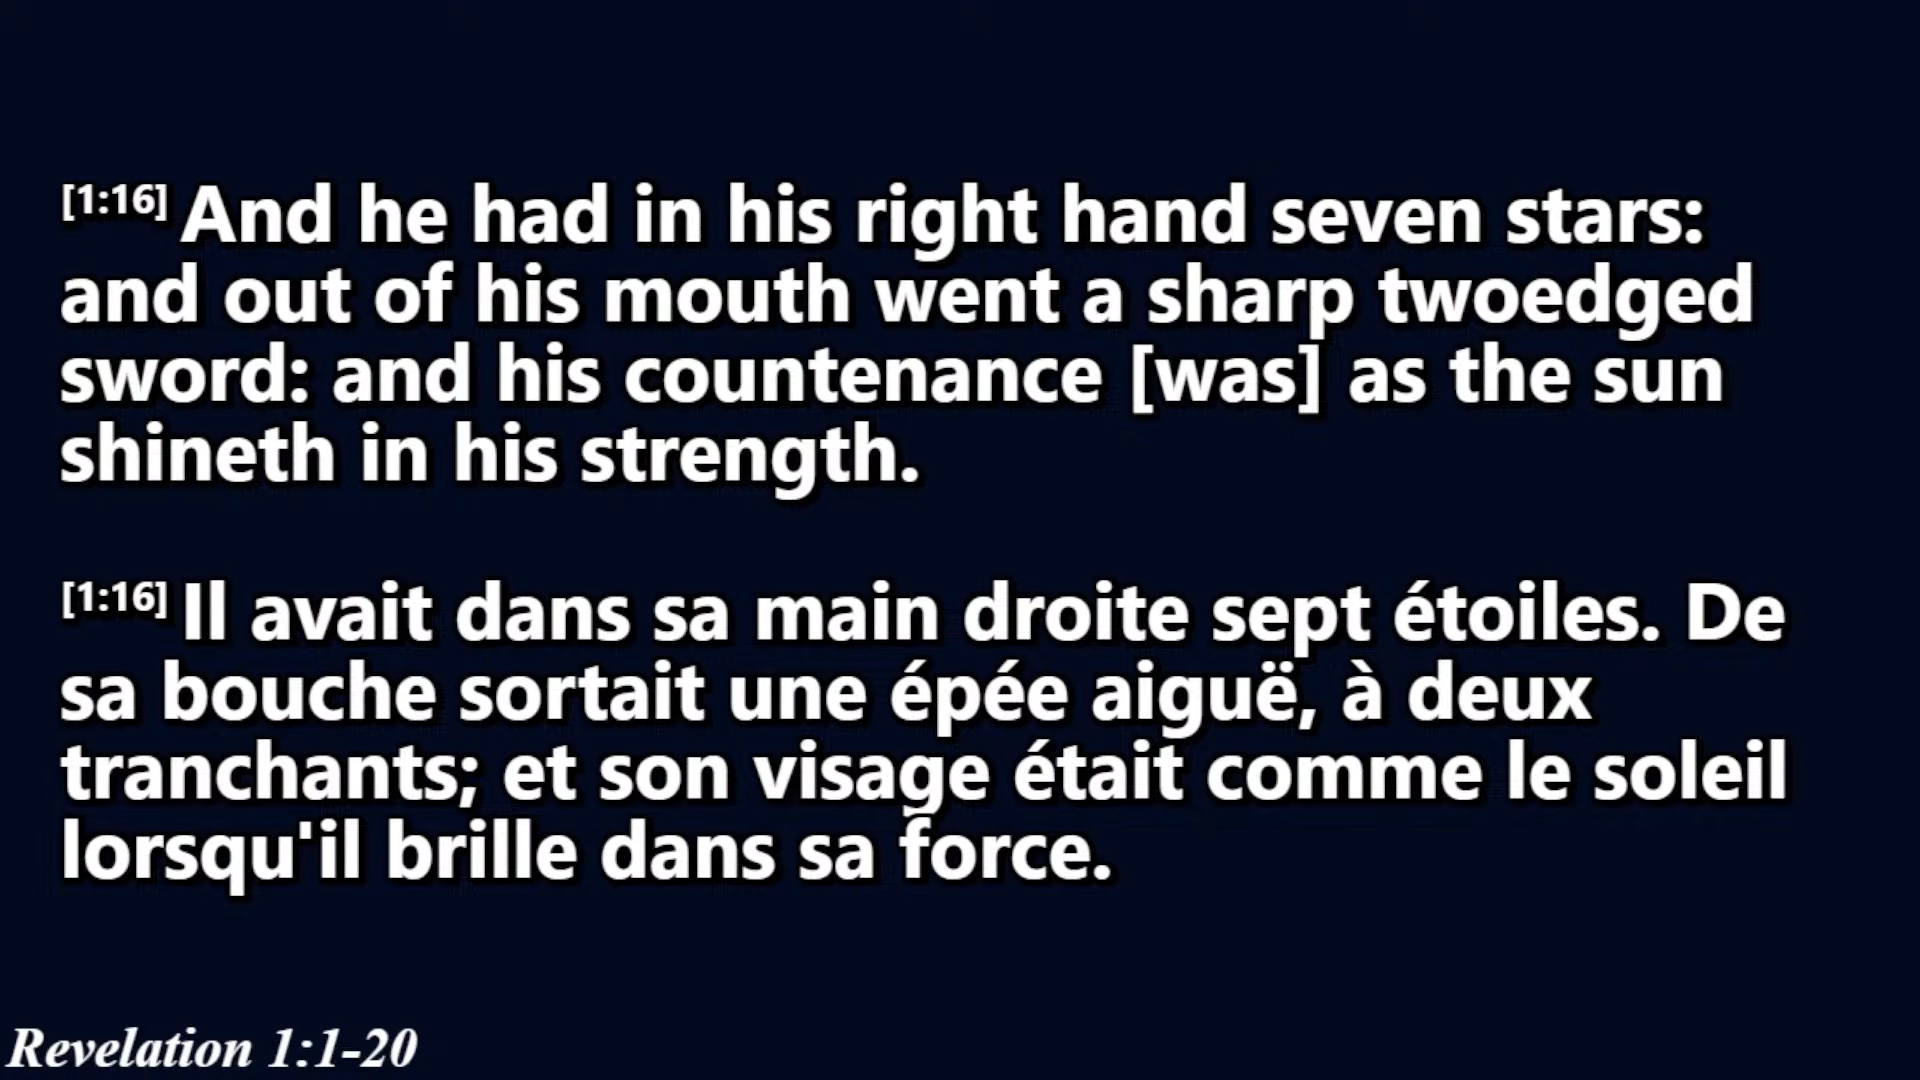 [1:16] And he had in his right hand seven stars:
and out of his mouth went a sharp twoedged
sword: and his countenance [was] as the sun
shineth in his strength.
[1:16] Il avait dans sa main droite sept étoiles. De
sa bouche sortait une épée aiguë, à deux
tranchants; et son visage était comme le soleil
lorsqu'il brille dans sa force.
Revelation 1:1-20